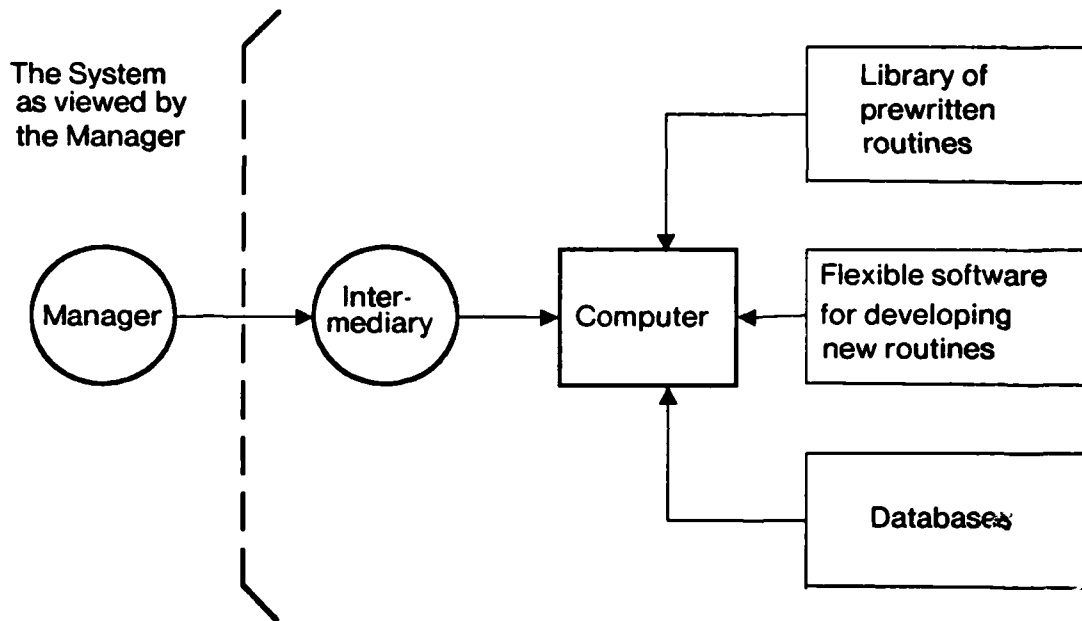 The System
as viewed by
the Manager
Manager
Inter-
mediary
Computer
Library of
prewritten
routines
Flexible software
for developing
new routines
Databases